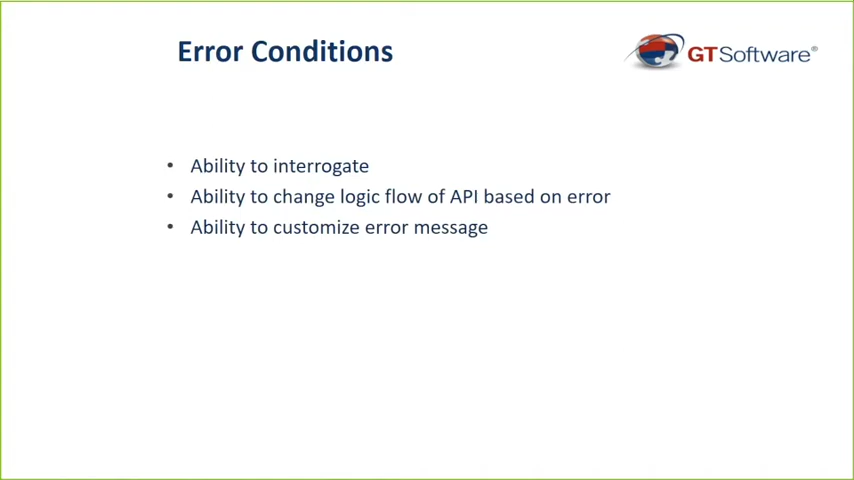 Error Conditions
GTSoftware®
• Ability to interrogate
• Ability to change logic flow of API based on error
• Ability to customize error message